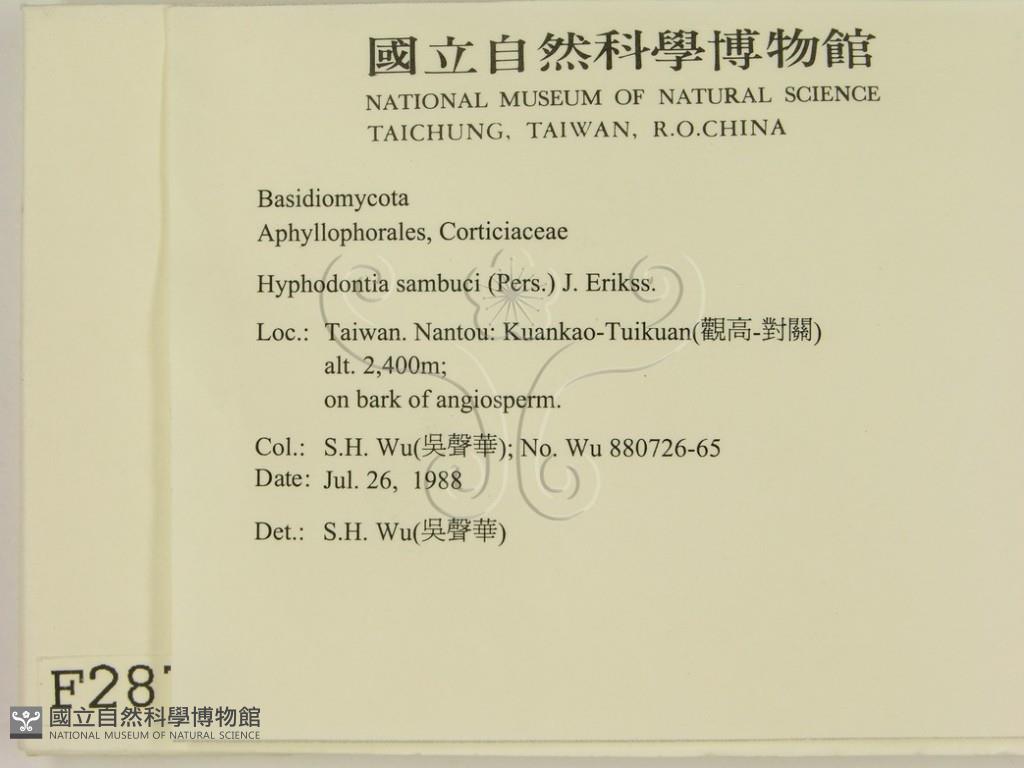 國立自然科學博物館
NATIONAL MUSEUM OF NATURAL SCIENCE
TAICHUNG, TAIWAN, R.O.CHINA
Basidiomycota
Aphyllophorales, Corticiaceae
Hyphodontia sambuci (Pers.) J. Erikss.
Loc.: Taiwan. Nantou: Kuankao-Tuikuan(觀高-對關)
alt. 2,400m;
on bark of angiosperm.
Col.: S.H. Wu(吳聲華); No. Wu 880726-65
Date: Jul. 26, 1988
Det.: S.H. Wu(吳聲華)
F28
國立自然科學博物館
NATIONAL MUSEUM OF NATURAL SCIENCE